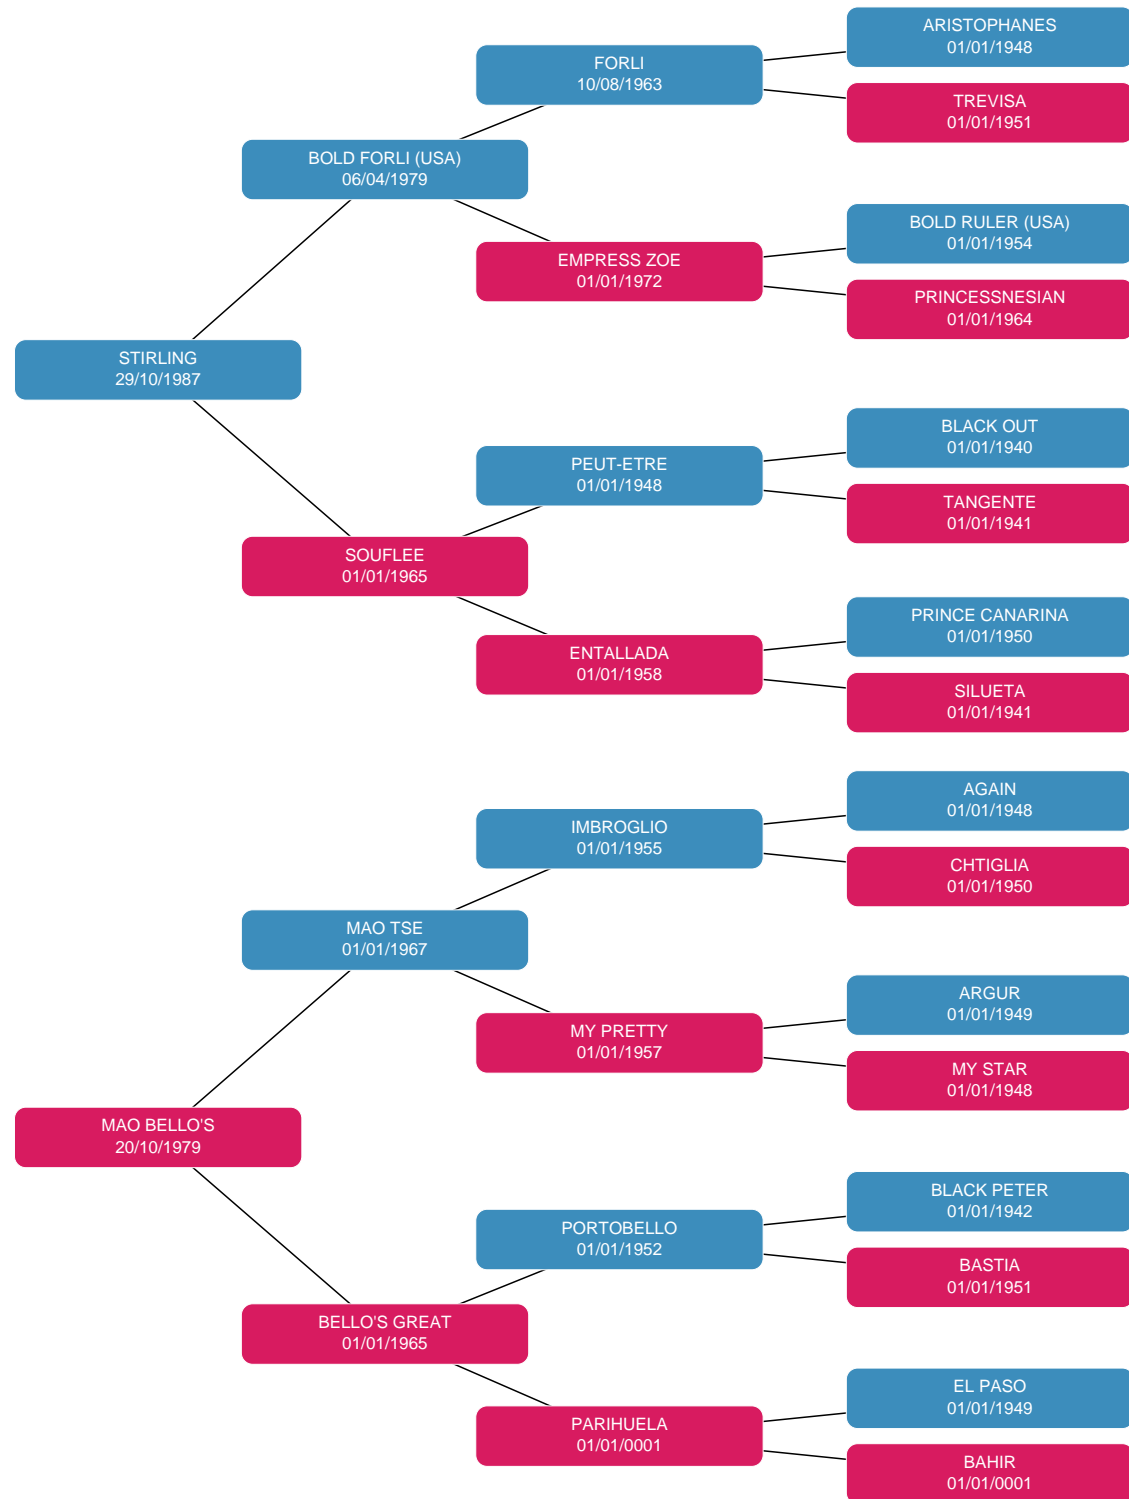 ARISTOPHANES
01/01/1948
FORLI
10/08/1963
TREVISA
01/01/1951
BOLD FORLI (USA)
06/04/1979
BOLD RULER (USA)
01/01/1954
EMPRESS ZOE
01/01/1972
PRINCESSNESIAN
01/01/1964
STIRLING
29/10/1987
BLACK OUT
01/01/1940
PEUT-ETRE
01/01/1948
TANGENTE
01/01/1941
SOUFLEE
01/01/1965
PRINCE CANARINA
01/01/1950
ENTALLADA
01/01/1958
SILUETA
01/01/1941
AGAIN
01/01/1948
IMBROGLIO
01/01/1955
CHTIGLIA
01/01/1950
MAO TSE
01/01/1967
ARGUR
01/01/1949
MY PRETTY
01/01/1957
MY STAR
01/01/1948
MAO BELLO'S
20/10/1979
BLACK PETER
01/01/1942
PORTOBELLO
01/01/1952
BASTIA
01/01/1951
BELLO'S GREAT
01/01/1965
EL PASO
01/01/1949
PARIHUELA
01/01/0001
BAHIR
01/01/0001